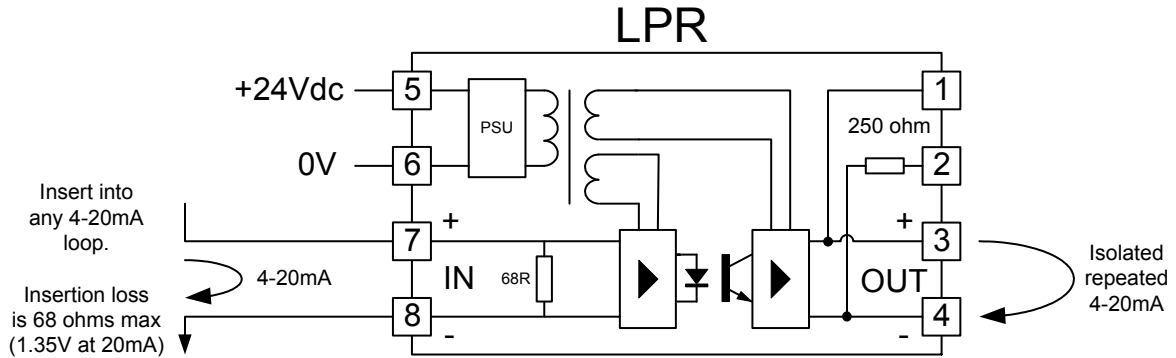 LPR
+24Vdc
5
PSU
1
250 ohm
0V
6
2
Insert into
any 4-20mA
loop.
7
+
+
3
4-20mA
IN
68R
OUT
Isolated
repeated
4-20mA
Insertion loss
is 68 ohms max
(1.35V at 20mA)
8
-
-
4